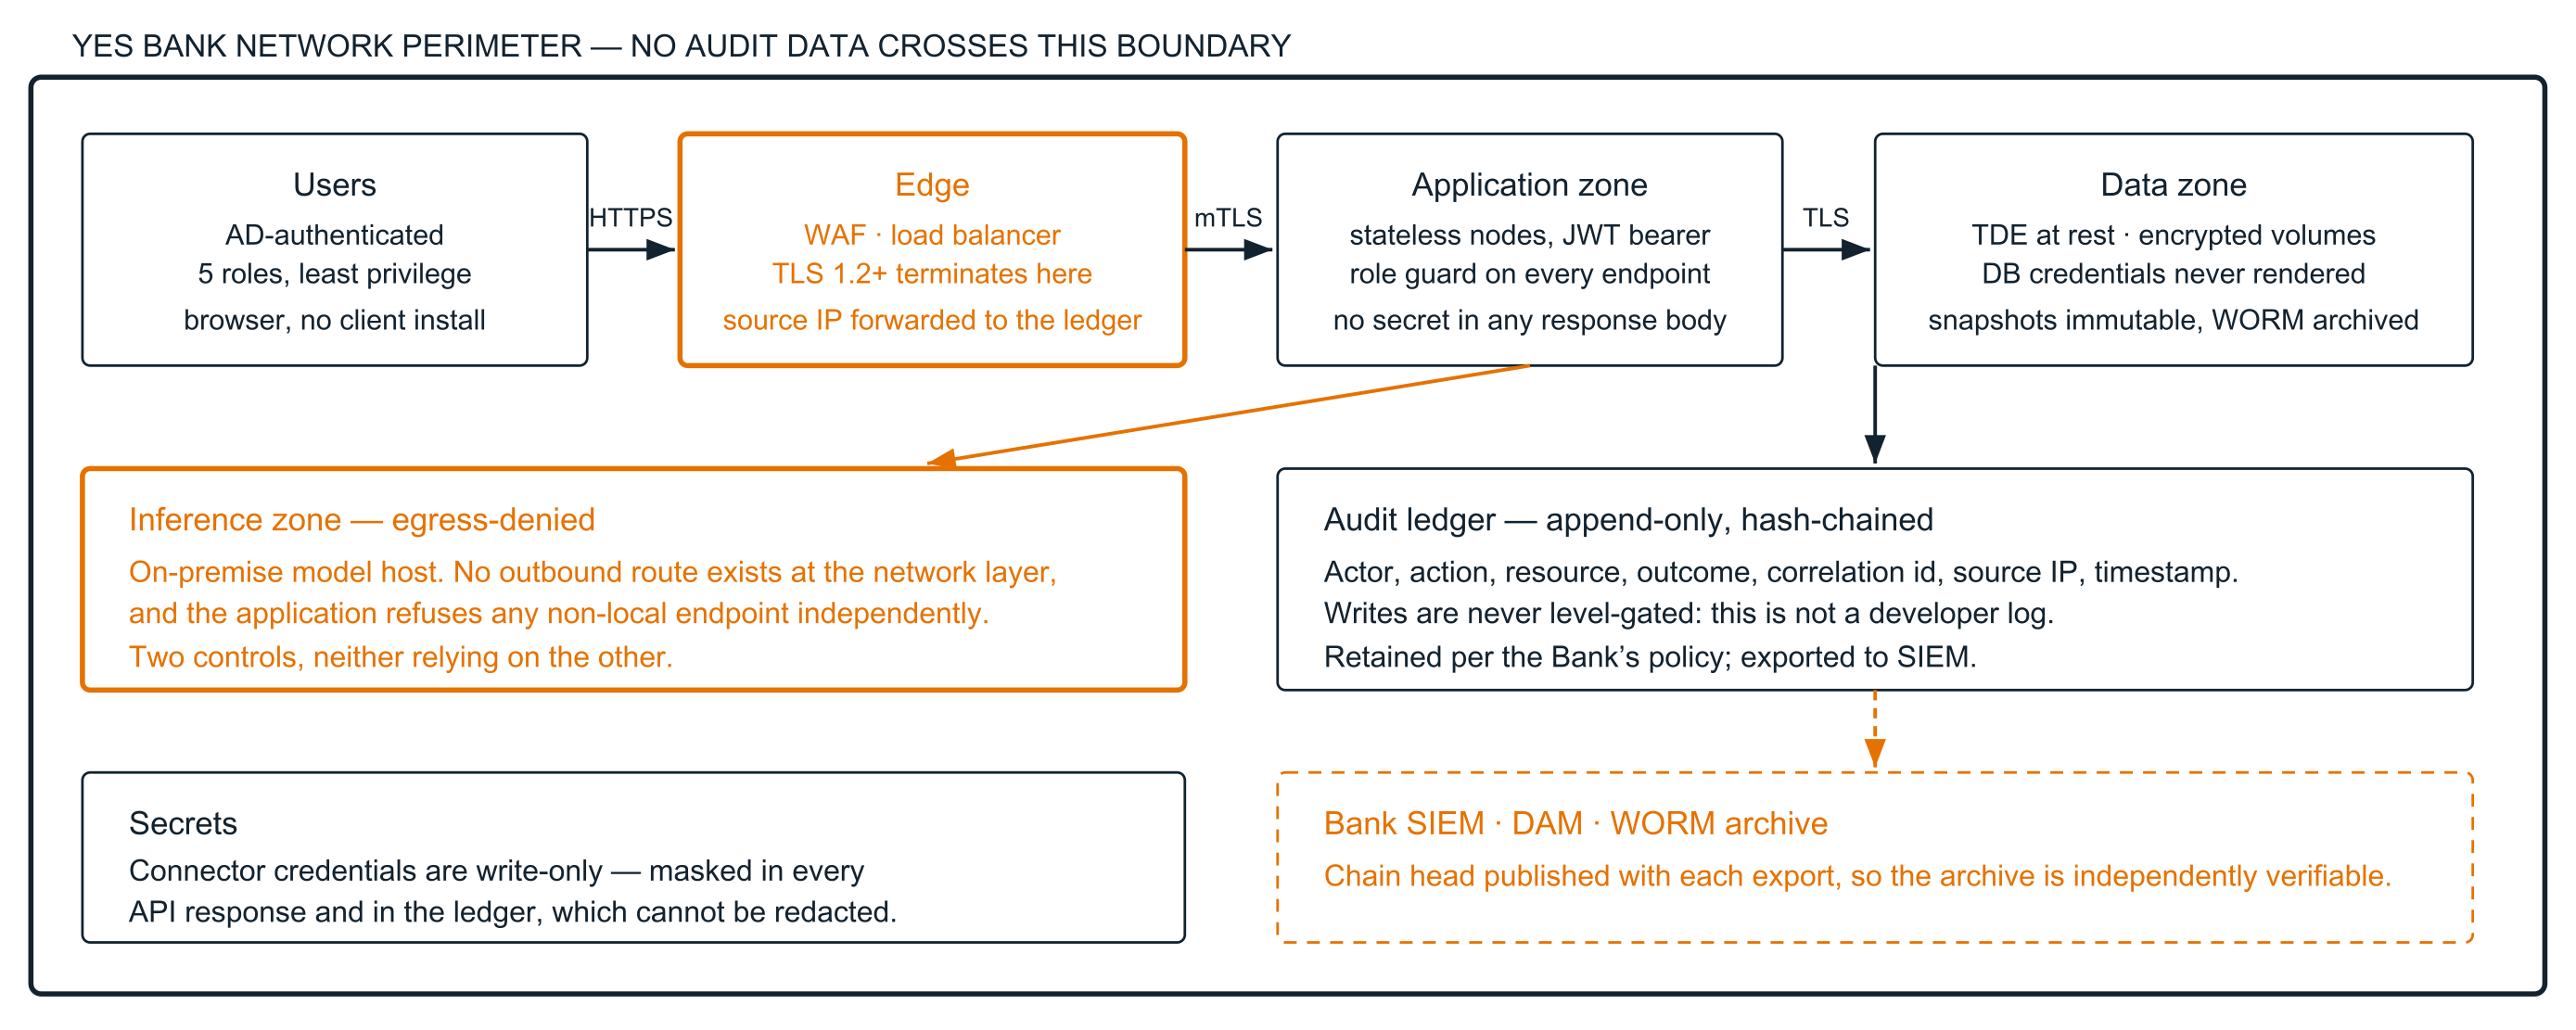 YES BANK NETWORK PERIMETER — NO AUDIT DATA CROSSES THIS BOUNDARY
Users
AD-authenticated
5 roles, least privilege
browser, no client install
HTTPS
Edge
WAF · load balancer
TLS 1.2+ terminates here
source IP forwarded to the ledger
mTLS
Application zone
stateless nodes, JWT bearer
role guard on every endpoint
no secret in any response body
TLS
Data zone
TDE at rest · encrypted volumes
DB credentials never rendered
snapshots immutable, WORM archived
Inference zone — egress-denied
On-premise model host. No outbound route exists at the network layer,
and the application refuses any non-local endpoint independently.
Two controls, neither relying on the other.
Audit ledger — append-only, hash-chained
Actor, action, resource, outcome, correlation id, source IP, timestamp.
Writes are never level-gated: this is not a developer log.
Retained per the Bank’s policy; exported to SIEM.
Secrets
Connector credentials are write-only — masked in every
API response and in the ledger, which cannot be redacted.
Bank SIEM · DAM · WORM archive
Chain head published with each export, so the archive is independently verifiable.